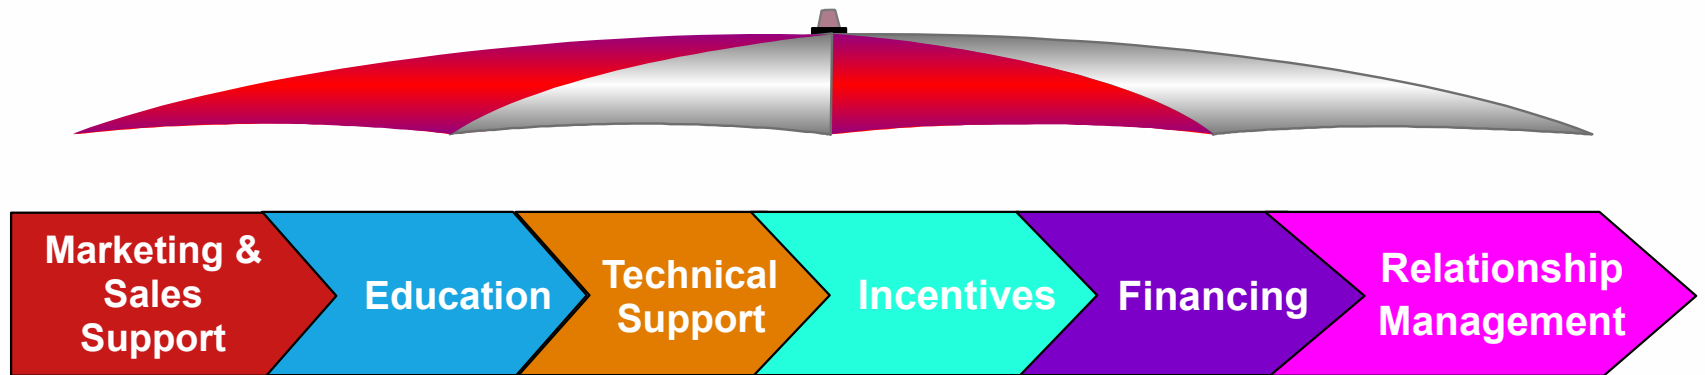 Marketing &
Sales
Support
Education
Technical
Support
Incentives
Financing
Relationship
Management